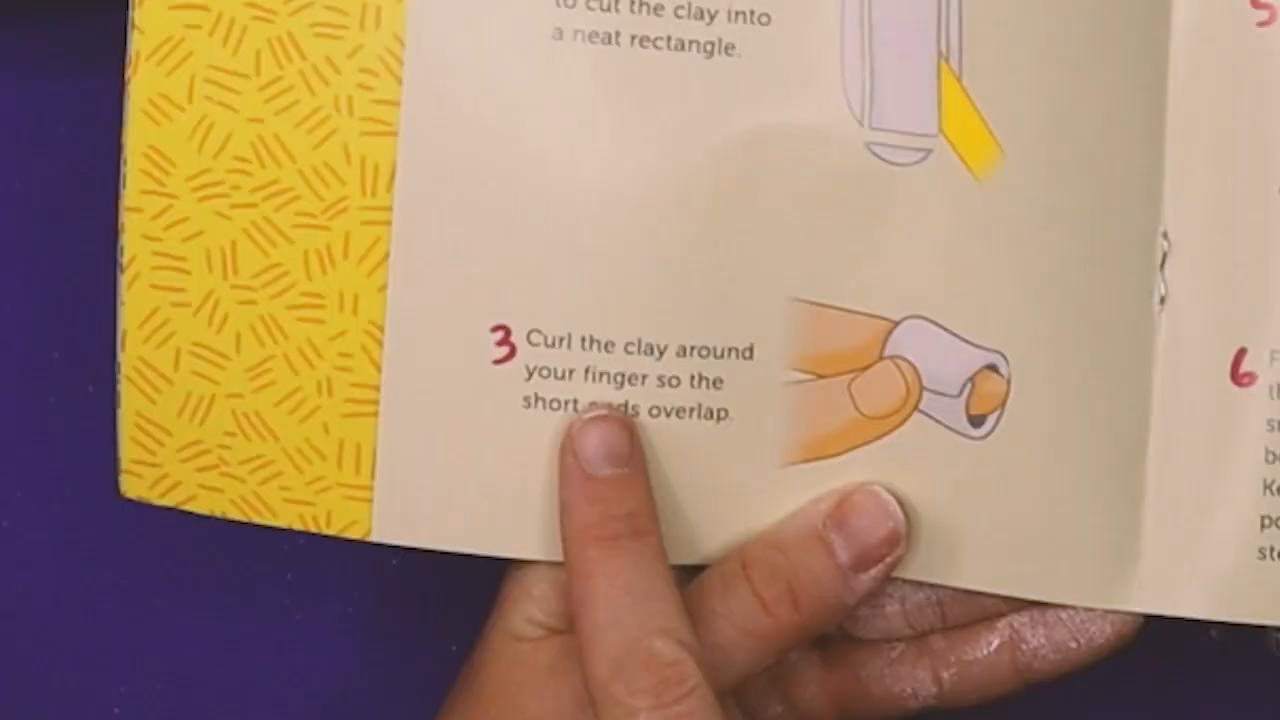 to cut the clay into
a neat rectangle.
3 Curl the clay around
your finger so the
short ends overlap.
5
6